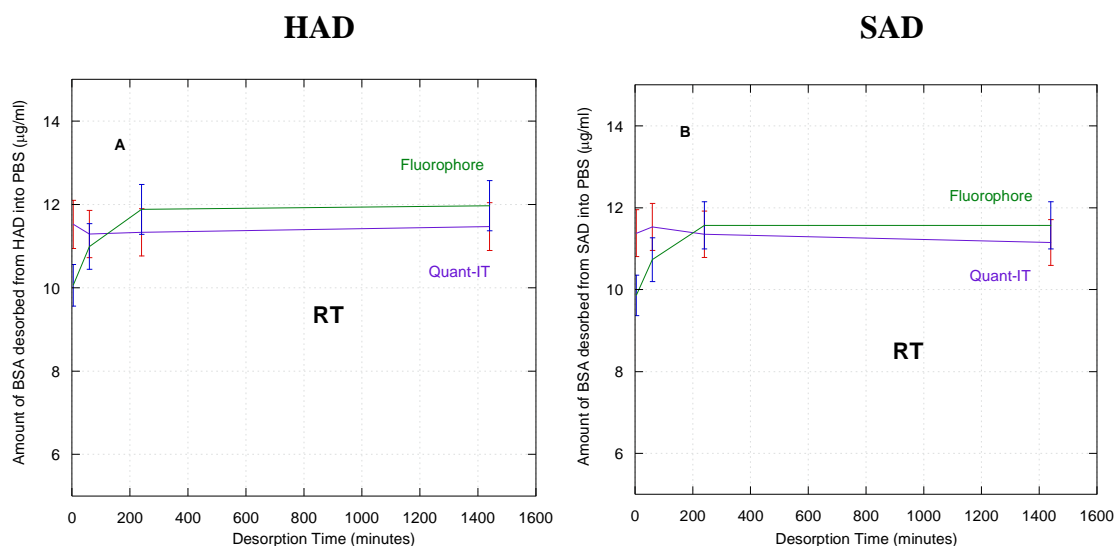 HAD
Amount of BSA desorbed from HAD into PBS (µg/ml)
14
12
10
8
6
A
Fluorophore
Quant-IT
RT
0 200 400 600 800 1000 1200 1400 1600
Desorption Time (minutes)
SAD
Amount of BSA desorbed from SAD into PBS (µg/ml)
14
12
10
8
6
B
Fluorophore
Quant-IT
RT
0 200 400 600 800 1000 1200 1400 1600
Desorption Time (minutes)